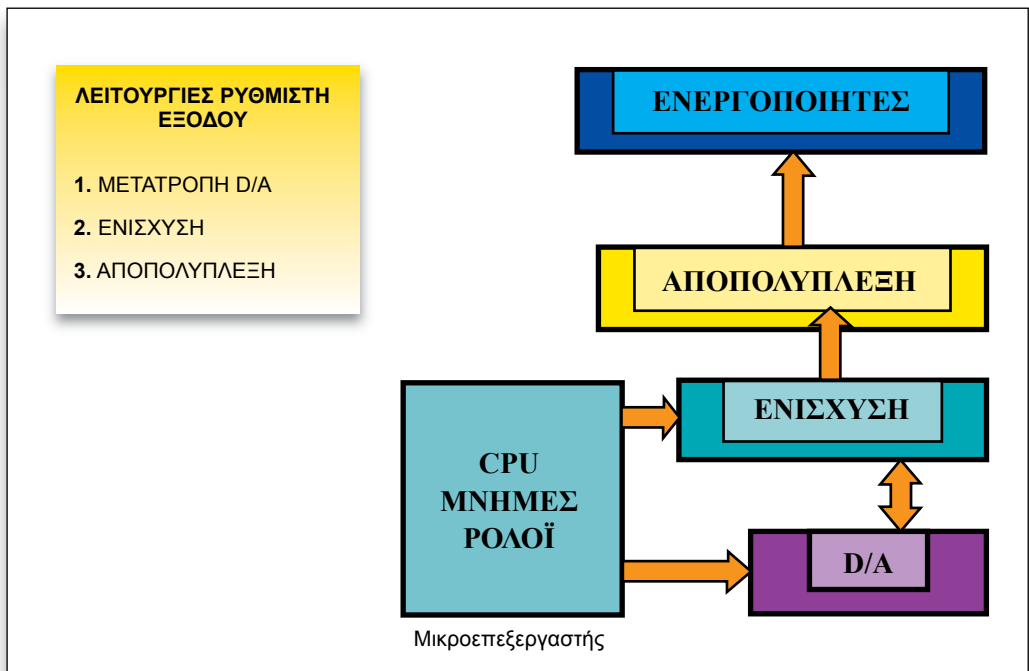 ΛΕΙΤΟΥΡΓΙΕΣ ΡΥΘΜΙΣΤΗ
ΕΞΟΔΟΥ
1. ΜΕΤΑΤΡΟΠΗ D/A
2. ΕΝΙΣΧΥΣΗ
3. ΑΠΟΠΟΛΥΠΛΕΞΗ
ΕΝΕΡΓΟΠΟΙΗΤΕΣ
ΑΠΟΠΟΛΥΠΛΕΞΗ
ΕΝΙΣΧΥΣΗ
CPU
ΜΝΗΜΕΣ
ΡΟΛΟΪ
D/A
Μικροεπεξεργαστής